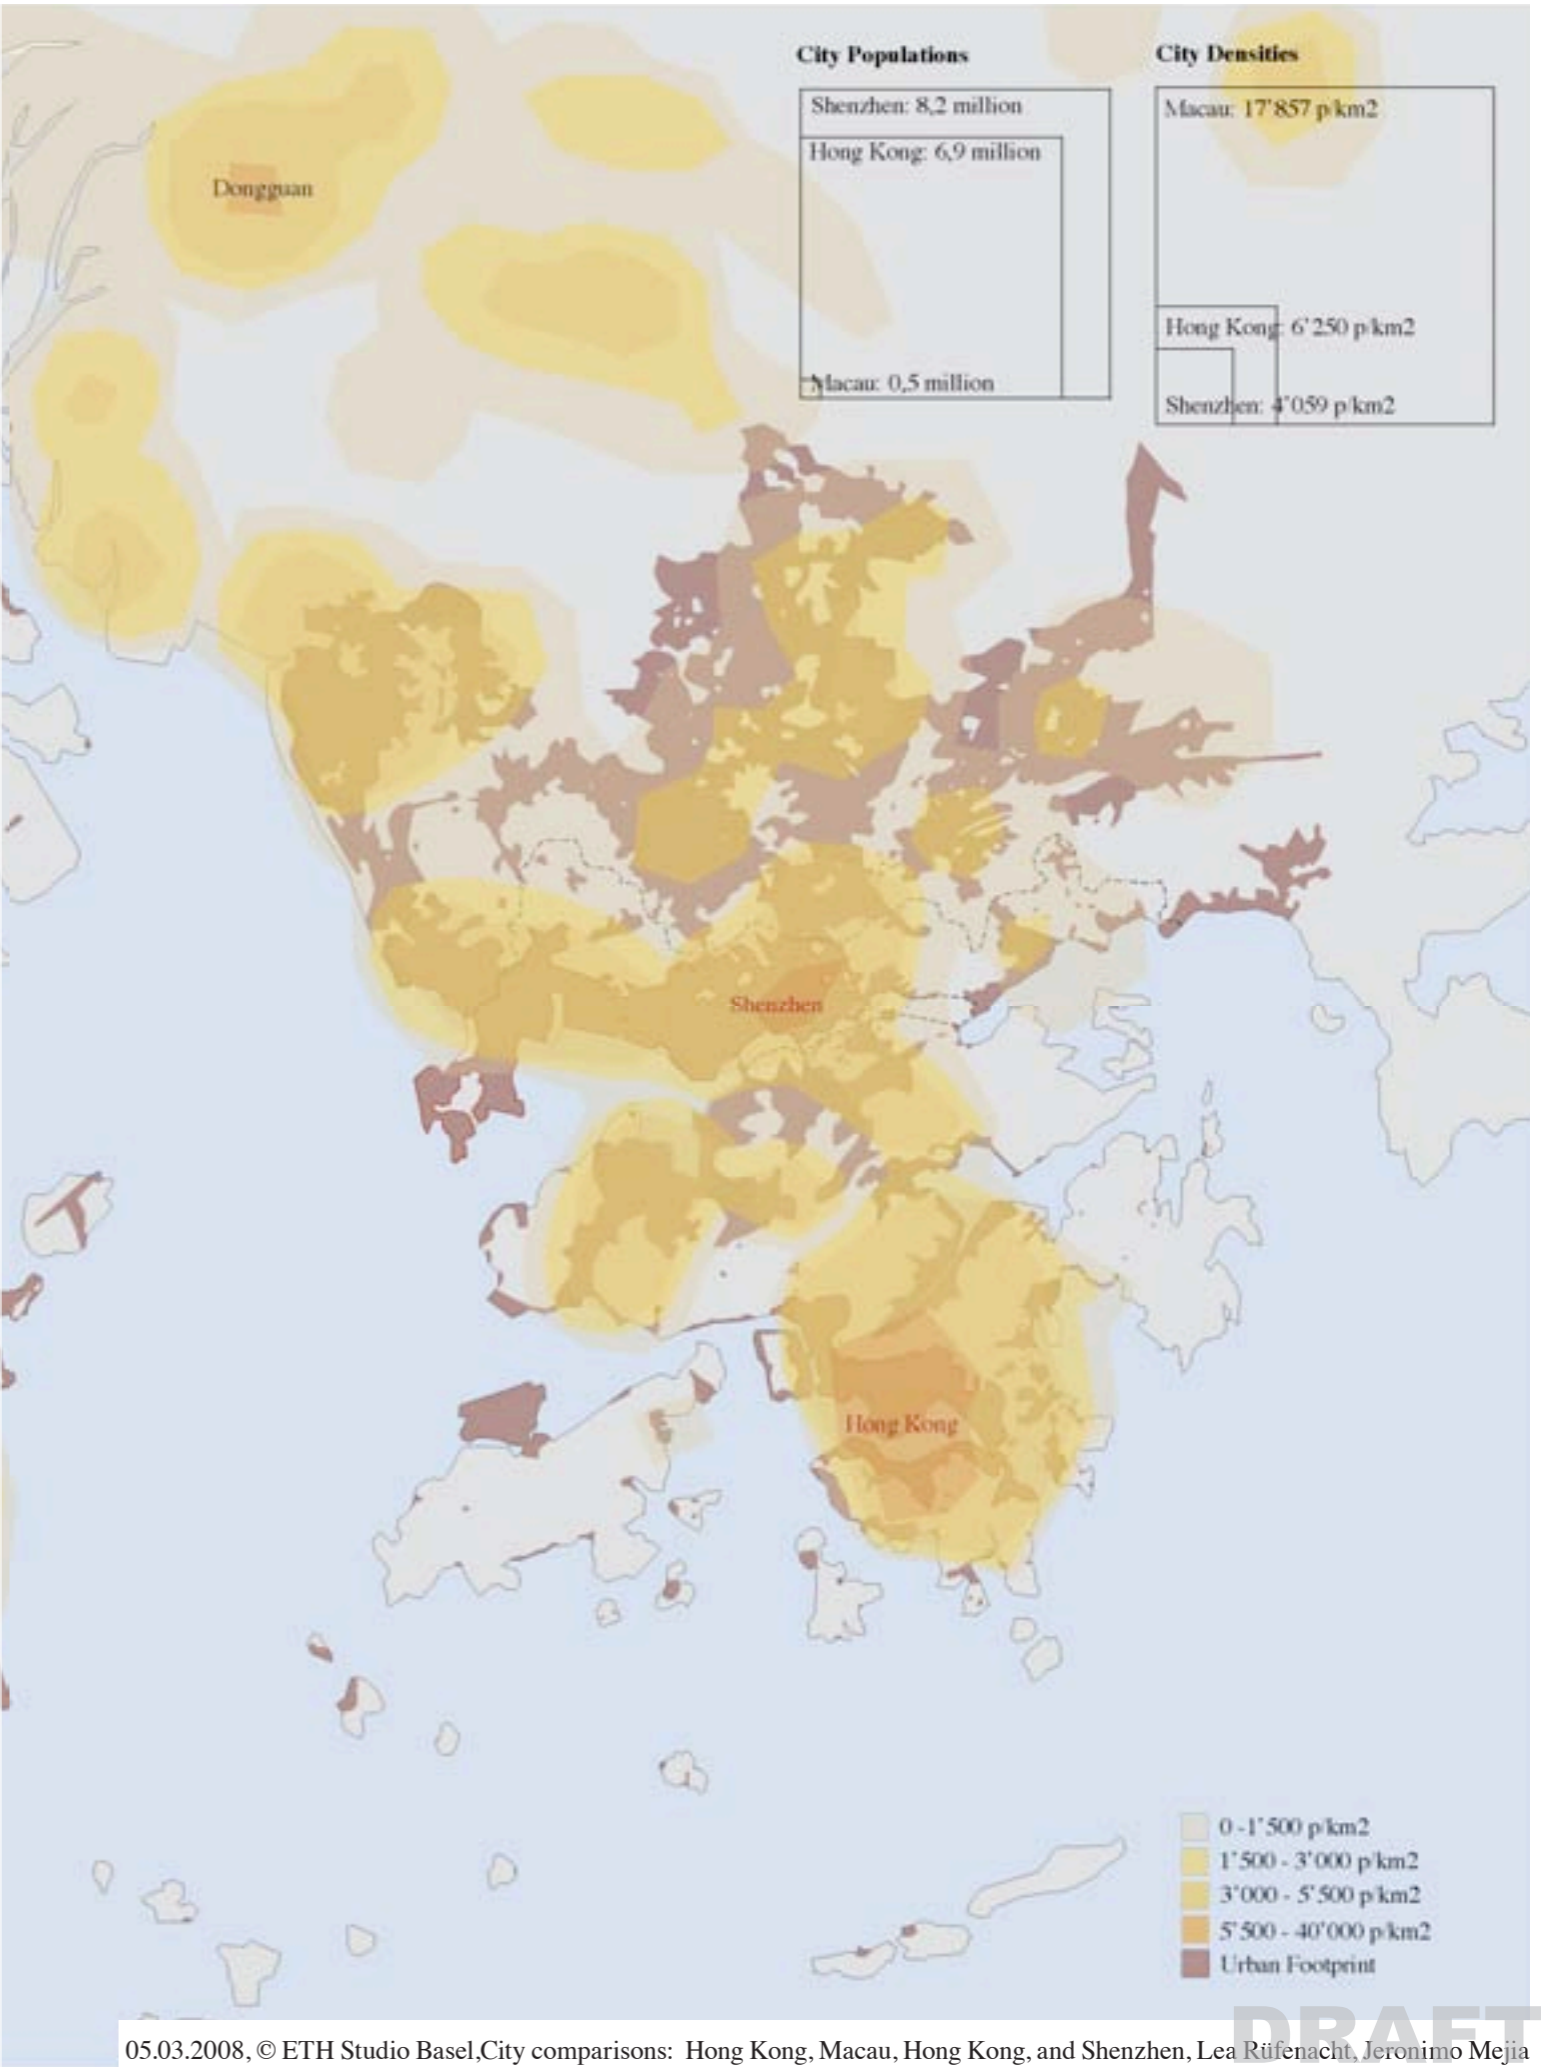 City Populations
Shenzhen: 8,2 million
Hong Kong: 6,9 million
Macau: 0,5 million
City Densities
Macau: 17'857 p/km2
Hong Kong: 6'250 p/km2
Shenzhen: 4'059 p/km2
Dongguan
Shenzhen
Hong Kong
0 -1'500 p/km2
1'500 - 3'000 p/km2
3'000 - 5'500 p/km2
5'500 - 40'000 p/km2
Urban Footprint
DRAFT
05.03.2008, © ETH Studio Basel,City comparisons: Hong Kong, Macau, Hong Kong, and Shenzhen, Lea Rüfenacht, Jeronimo Mejia